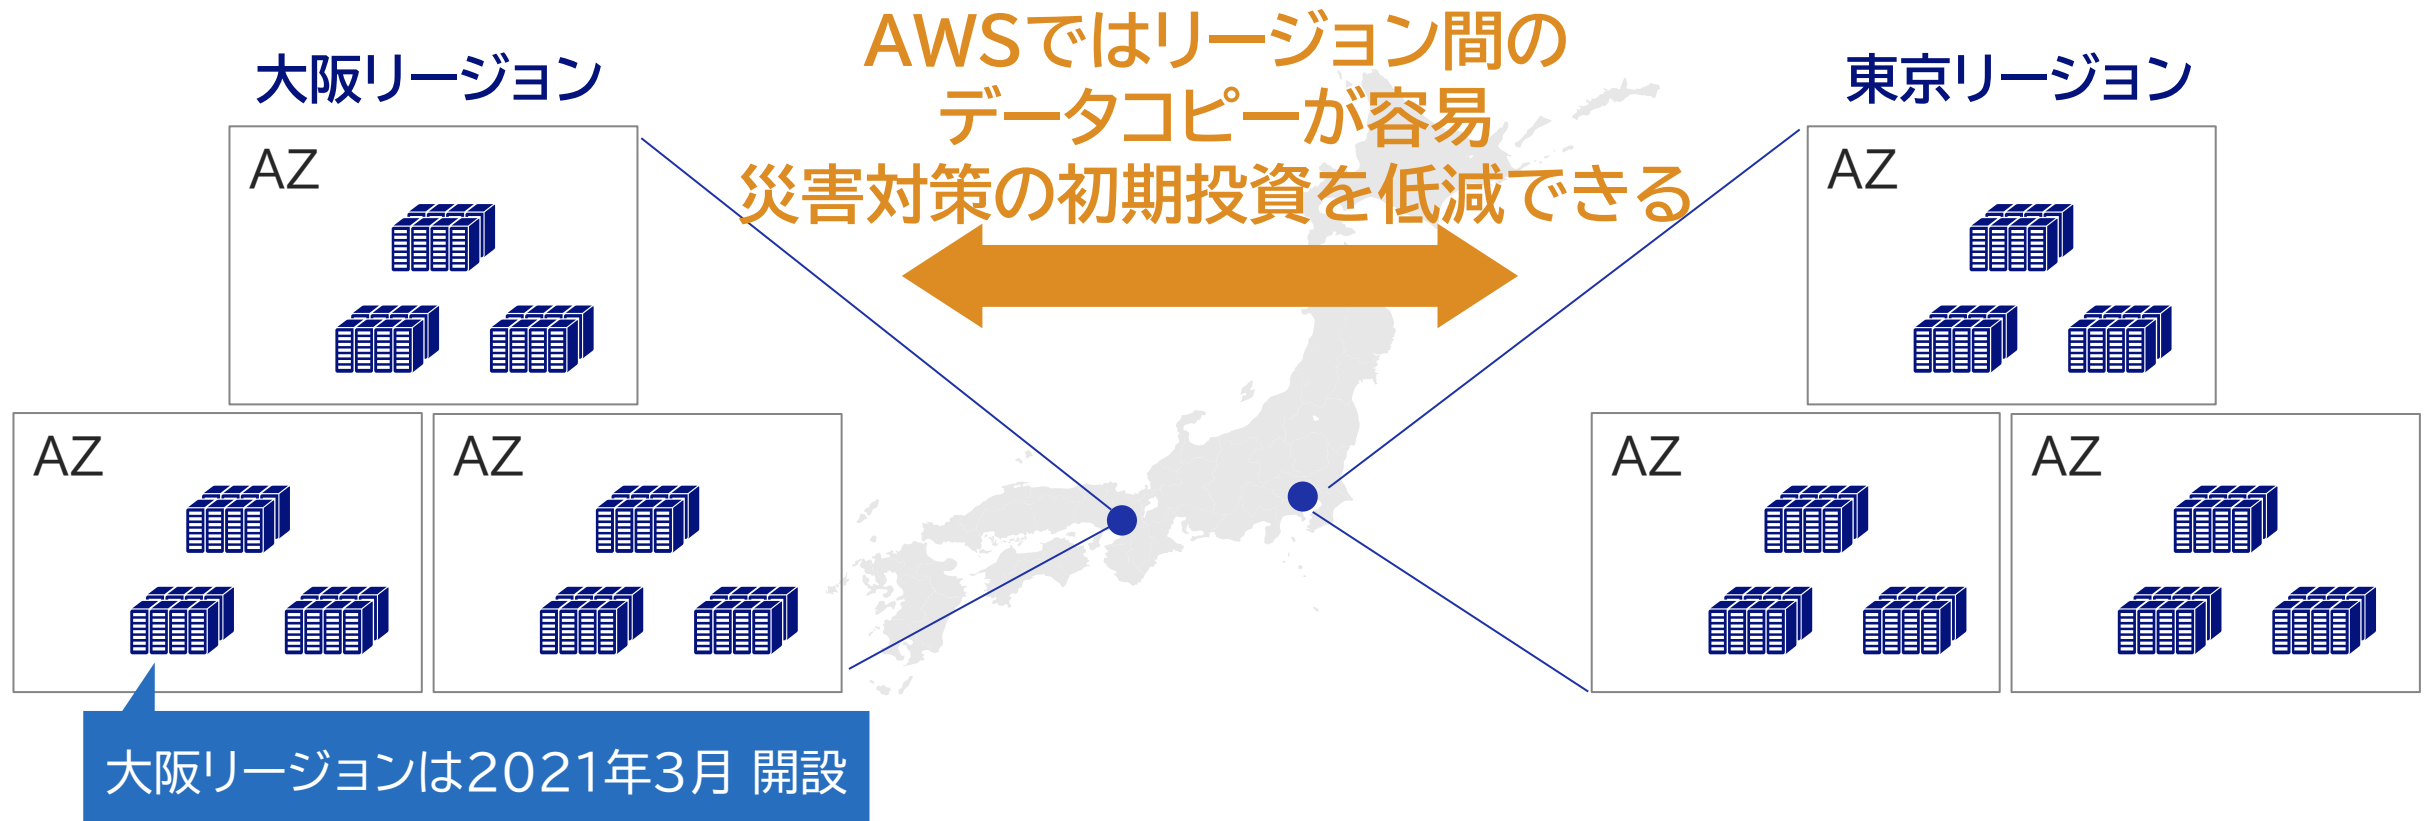 AWSではリージョン間の
データコピーが容易
災害対策の初期投資を低減できる
大阪リージョン
AZ
AZ
AZ
大阪リージョンは2021年3月 開設
東京リージョン
AZ
AZ
AZ